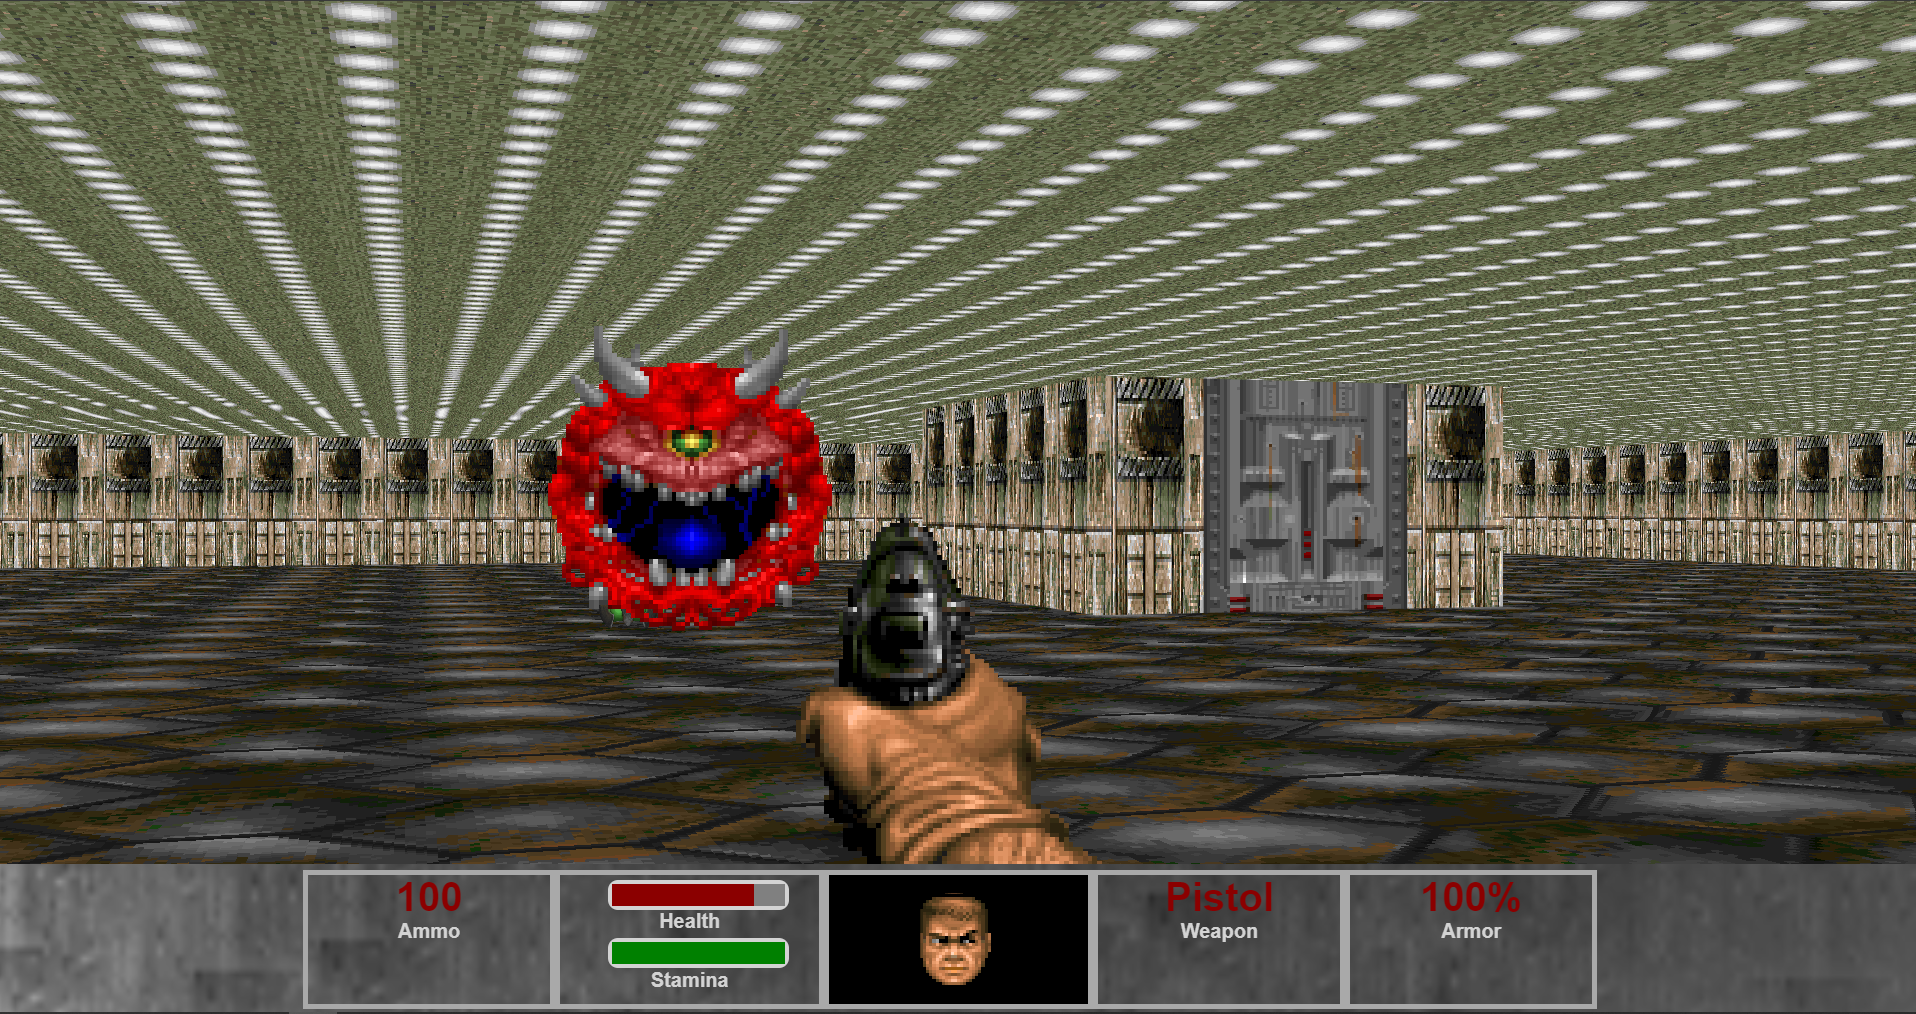 100
Ammo
Health
Stamina
Pistol
Weapon
100%
Armor